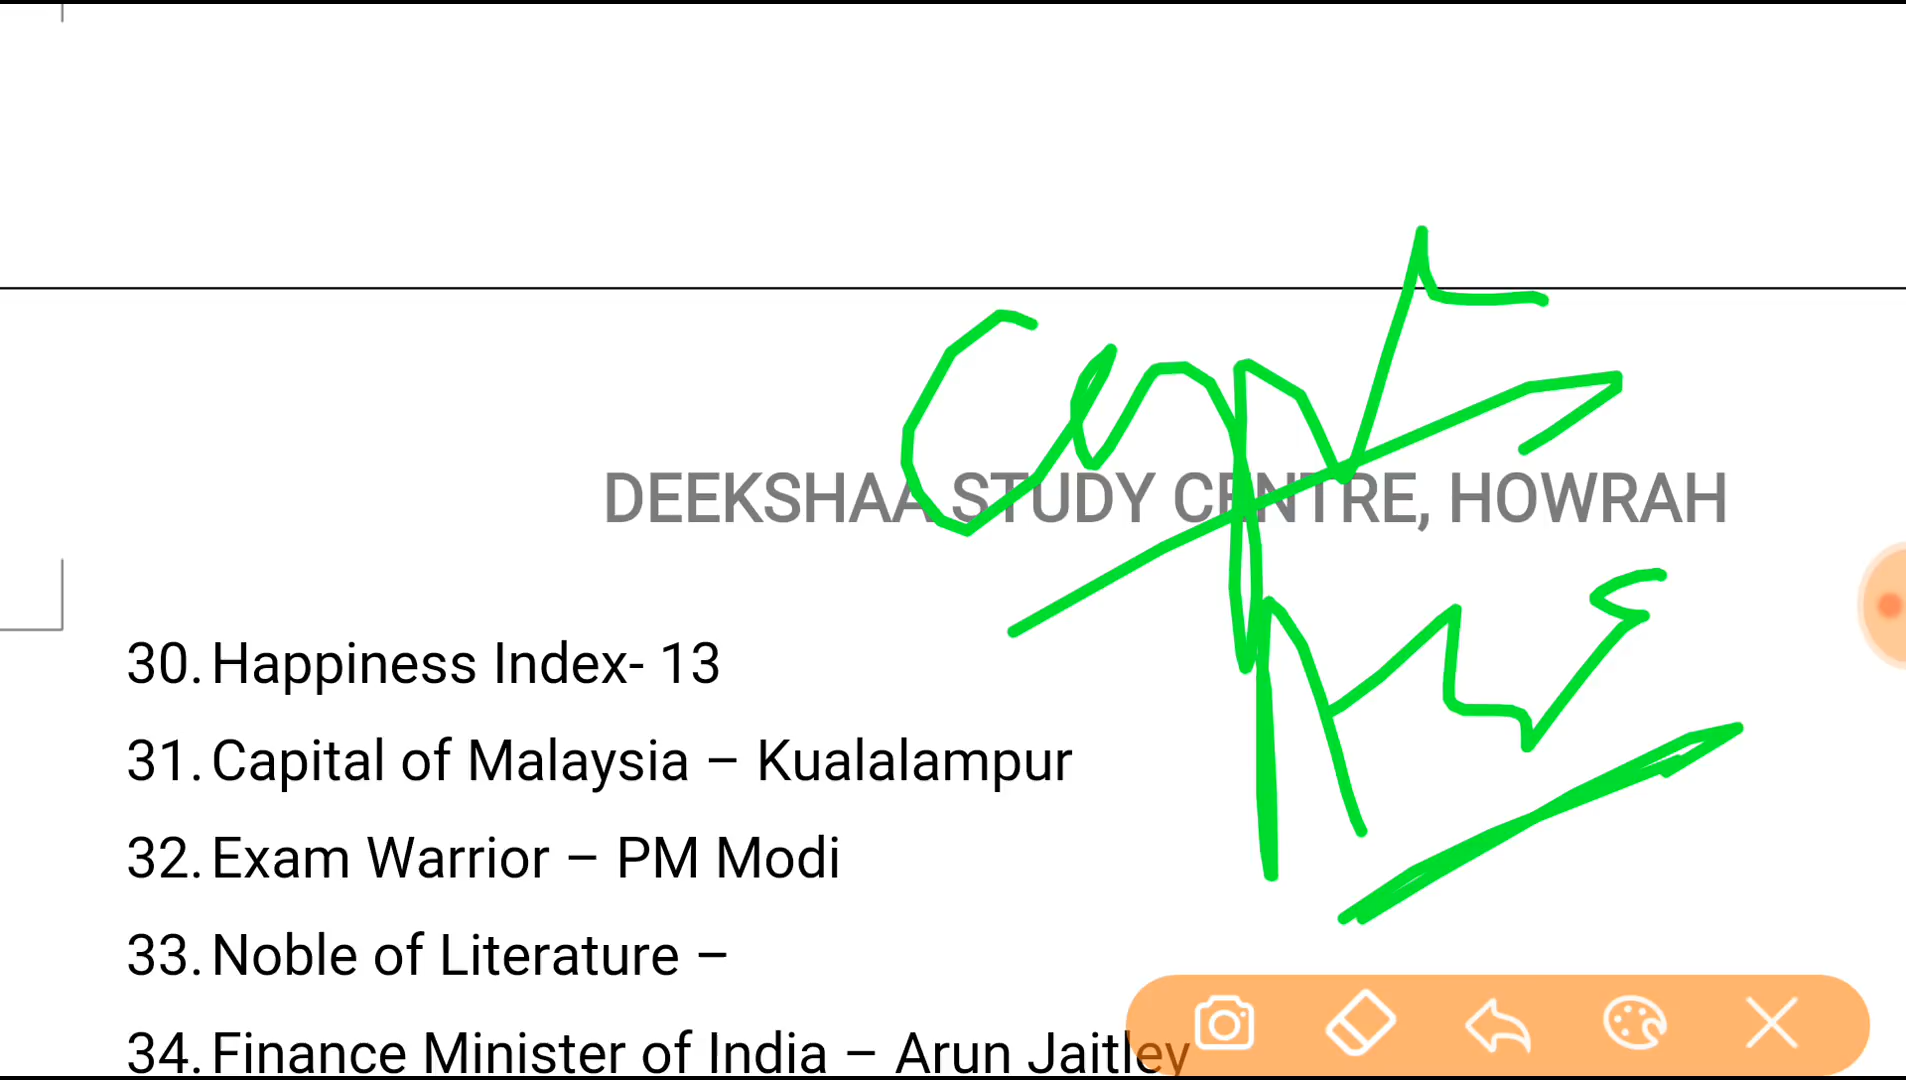 DEEKSHAA STUDY CENTRE, HOWRAH
30. Happiness Index- 13
31. Capital of Malaysia – Kualalampur
32. Exam Warrior – PM Modi
33. Noble of Literature –
34. Finance Minister of India – Arun Jaitley